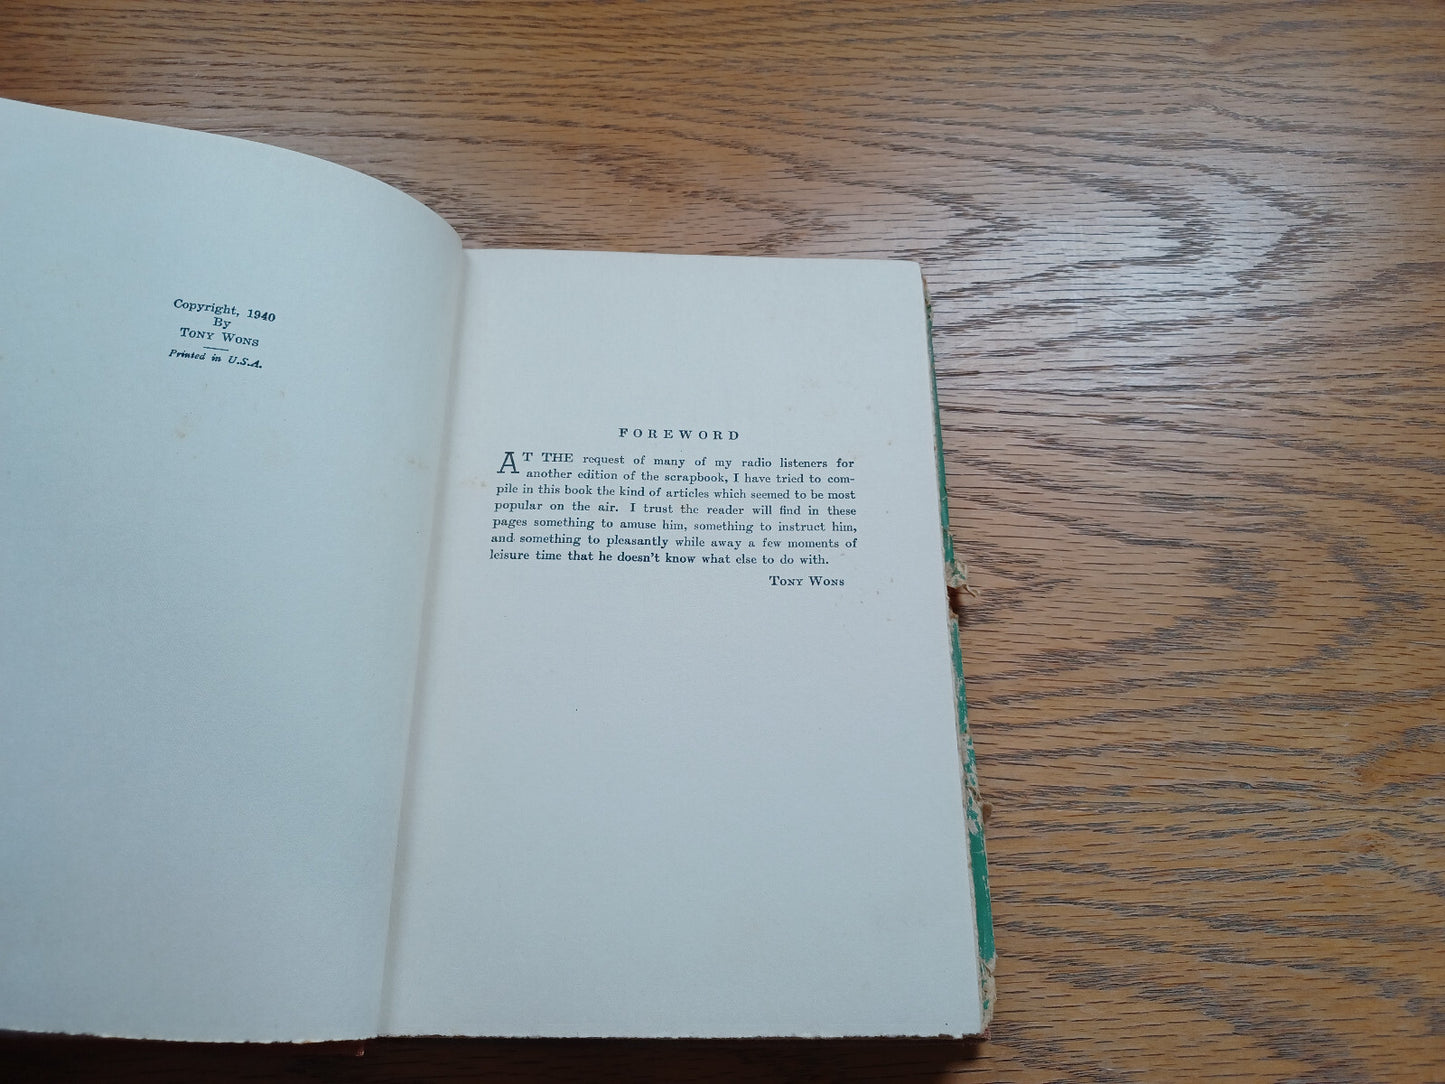 Copyright, 1940
By
Tony Wons
Printed in U.S.A.
FOREWORD
AT THE request of many of my radio listeners for
another edition of the scrapbook, I have tried to com-
pile in this book the kind of articles which seemed to be most
popular on the air. I trust the reader will find in these
pages something to amuse him, something to instruct him,
and something to pleasantly while away a few moments of
leisure time that he doesn't know what else to do with.
Tony Wons